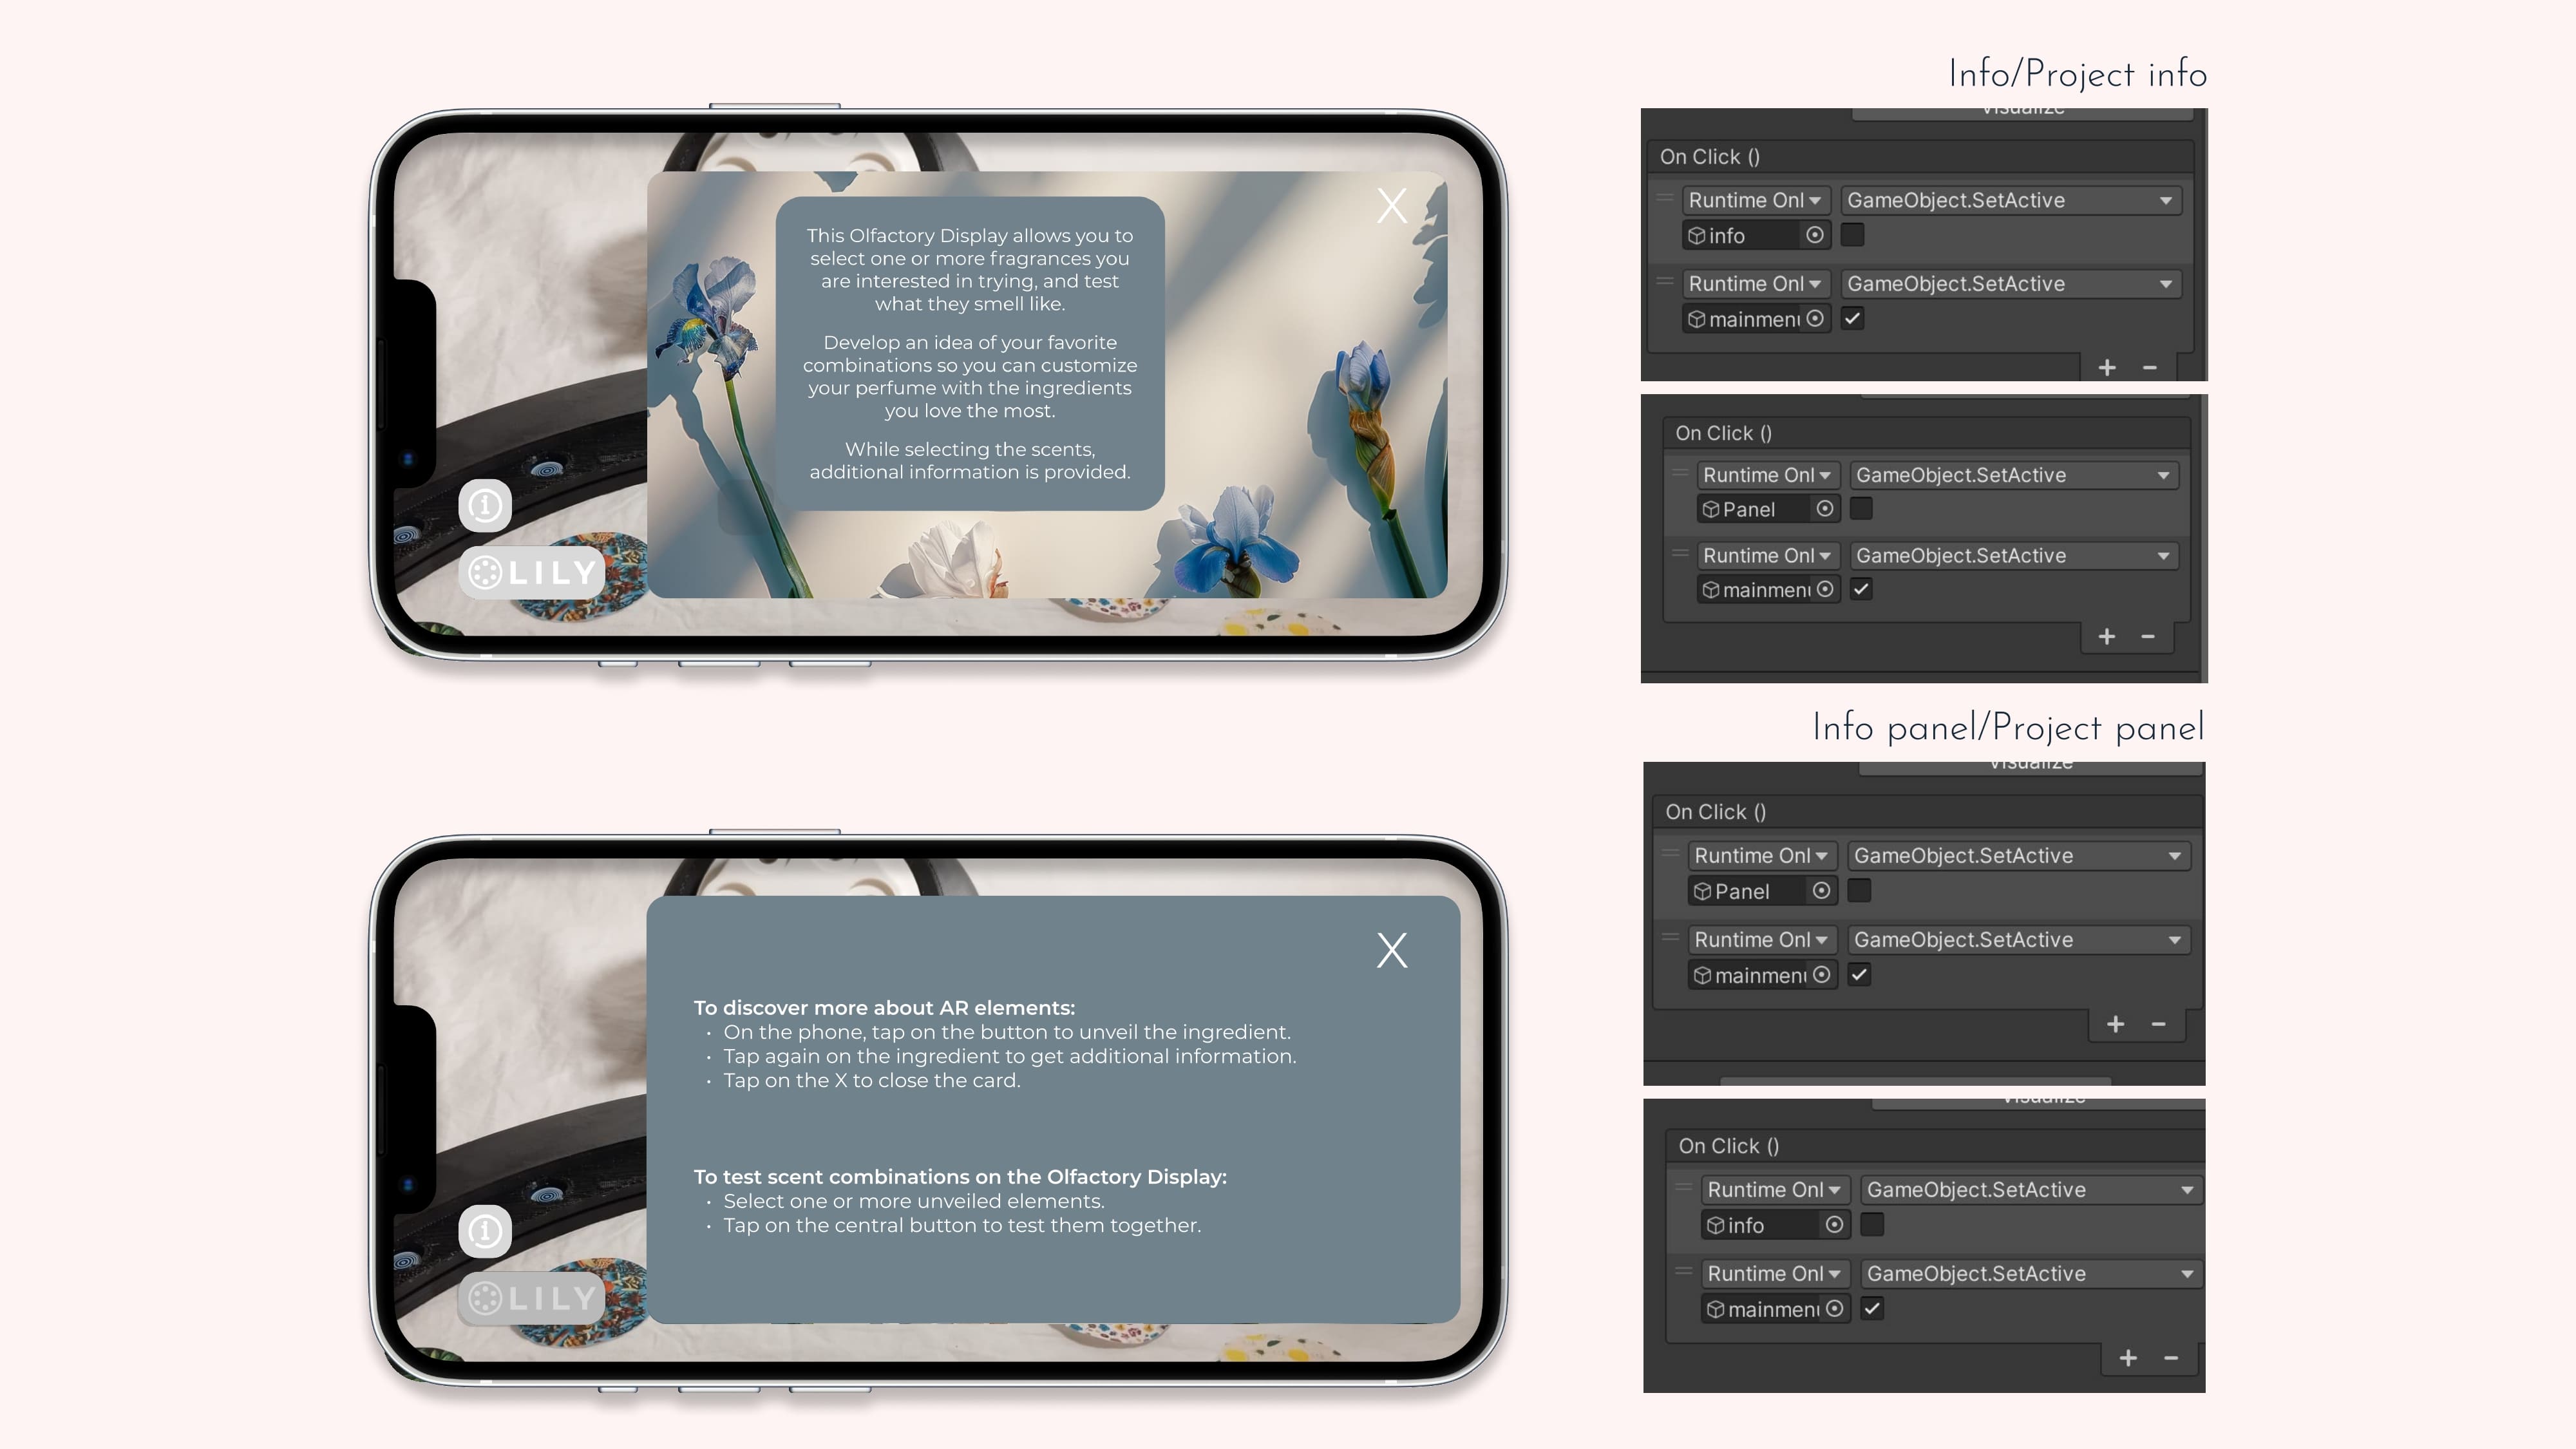 Info/Project info
This Olfactory Display allows you to
select one or more fragrances you
are interested in trying, and test
what they smell like.
Develop an idea of your favorite
combinations so you can customize
your perfume with the ingredients
you love the most.
While selecting the scents,
additional information is provided.
X
i
LILY
Visualize
On Click ()
Runtime Onl GameObject.SetActive
info
Runtime Onl GameObject.SetActive
mainmenu
+ −
On Click ()
Runtime Onl GameObject.SetActive
Panel
Runtime Onl GameObject.SetActive
mainmenu
+ −
Info panel/Project panel
X
To discover more about AR elements:
• On the phone, tap on the button to unveil the ingredient.
• Tap again on the ingredient to get additional information.
• Tap on the X to close the card.
To test scent combinations on the Olfactory Display:
• Select one or more unveiled elements.
• Tap on the central button to test them together.
i
LILY
Visualize
On Click ()
Runtime Onl GameObject.SetActive
Panel
Runtime Onl GameObject.SetActive
mainmenu
+ −
Visualize
On Click ()
Runtime Onl GameObject.SetActive
info
Runtime Onl GameObject.SetActive
mainmenu
+ −